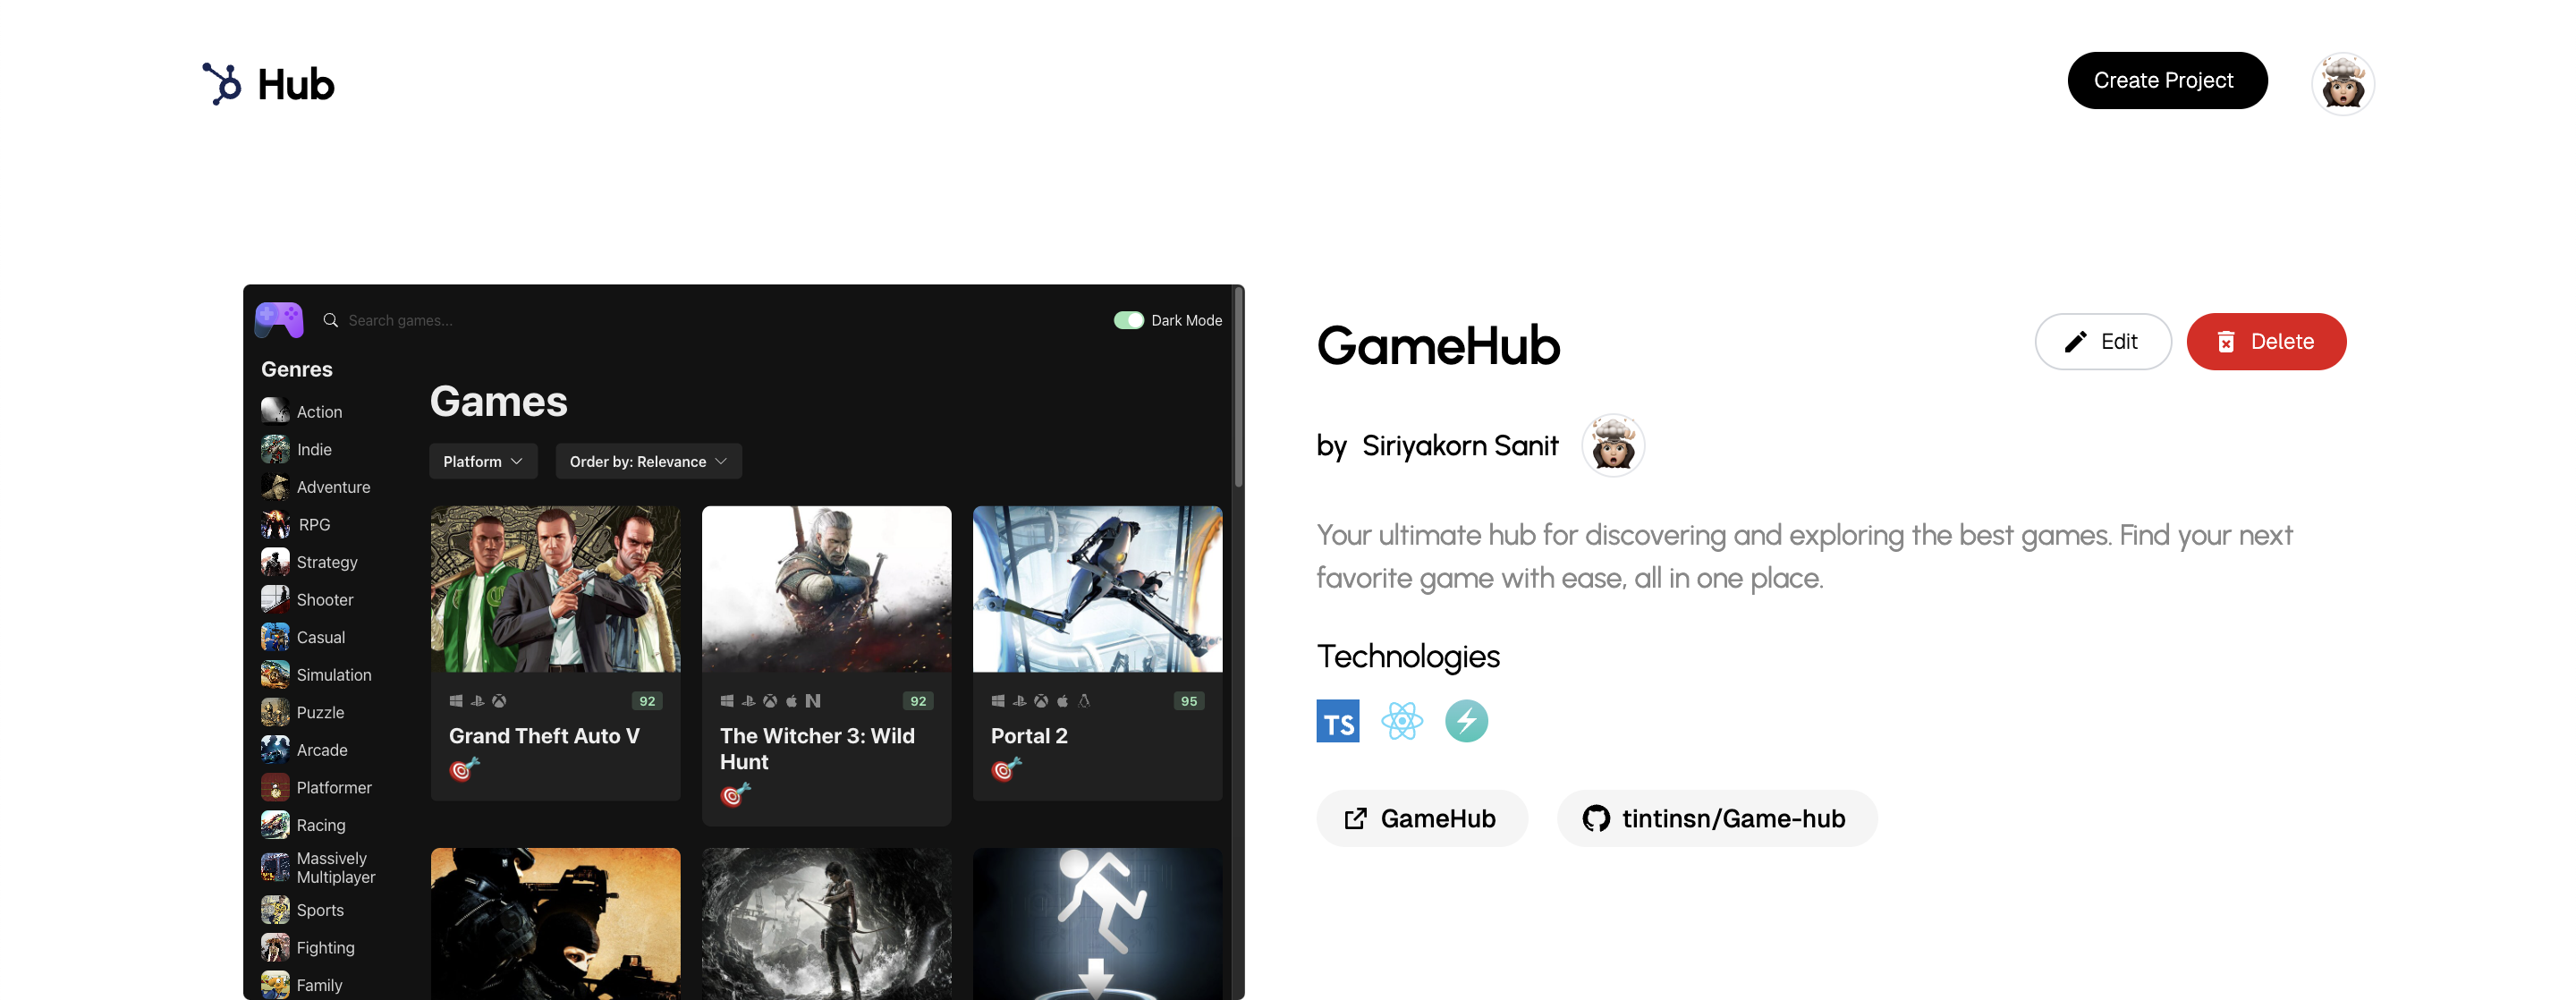 Hub
Create Project
Search games...
Dark Mode
Genres
Action
Indie
Adventure
RPG
Strategy
Shooter
Casual
Simulation
Puzzle
Arcade
Platformer
Racing
Massively
Multiplayer
Sports
Fighting
Family
Games
Platform
Order by: Relevance
92
Grand Theft Auto V
92
The Witcher 3: Wild
Hunt
95
Portal 2
GameHub
Edit
Delete
by Siriyakorn Sanit
Your ultimate hub for discovering and exploring the best games. Find your next
favorite game with ease, all in one place.
Technologies
TS
GameHub
tintinsn/Game-hub